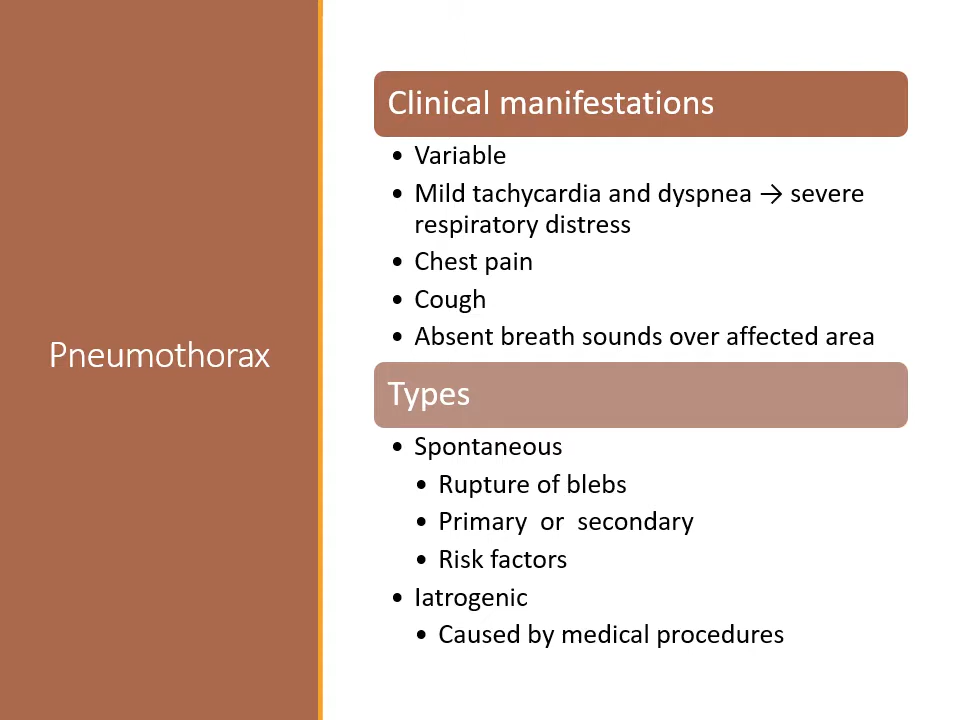 Pneumothorax
Clinical manifestations
• Variable
• Mild tachycardia and dyspnea → severe
respiratory distress
• Chest pain
• Cough
• Absent breath sounds over affected area
Types
• Spontaneous
• Rupture of blebs
• Primary or secondary
• Risk factors
• Iatrogenic
• Caused by medical procedures